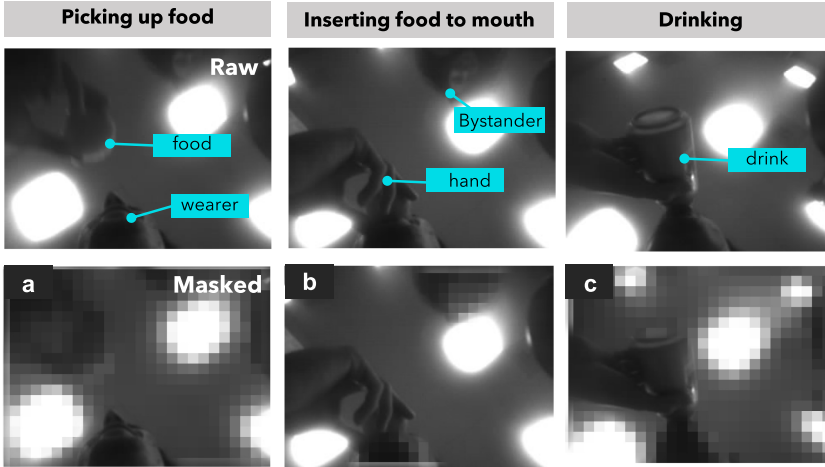 Picking up food
Inserting food to mouth
Drinking
Raw
food
wearer
Bystander
hand
drink
a
Masked
b
c